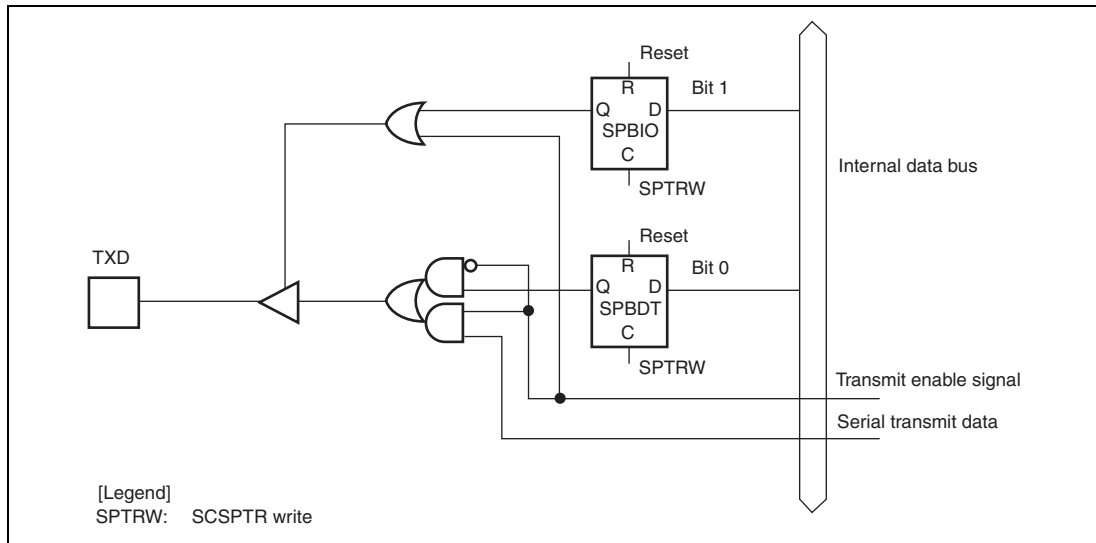 Reset
R
Bit 1
Q D
SPBIO
C
SPTRW
Internal data bus
Reset
TXD
R
Bit 0
Q D
SPBDT
C
SPTRW
Transmit enable signal
Serial transmit data
[Legend]
SPTRW: SCSPTR write